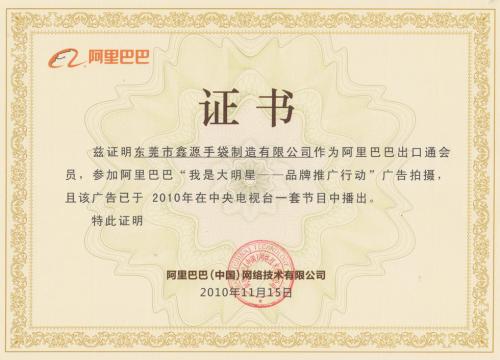 阿里巴巴
证书
兹证明东莞市鑫源手袋制造有限公司作为阿里巴巴出口通会
员，参加阿里巴巴“我是大明星——品牌推广行动”广告拍摄，
且该广告已于 2010年在中央电视台一套节目中播出。
特此证明
阿里巴巴(中国)网络技术有限公司
2010年11月15日